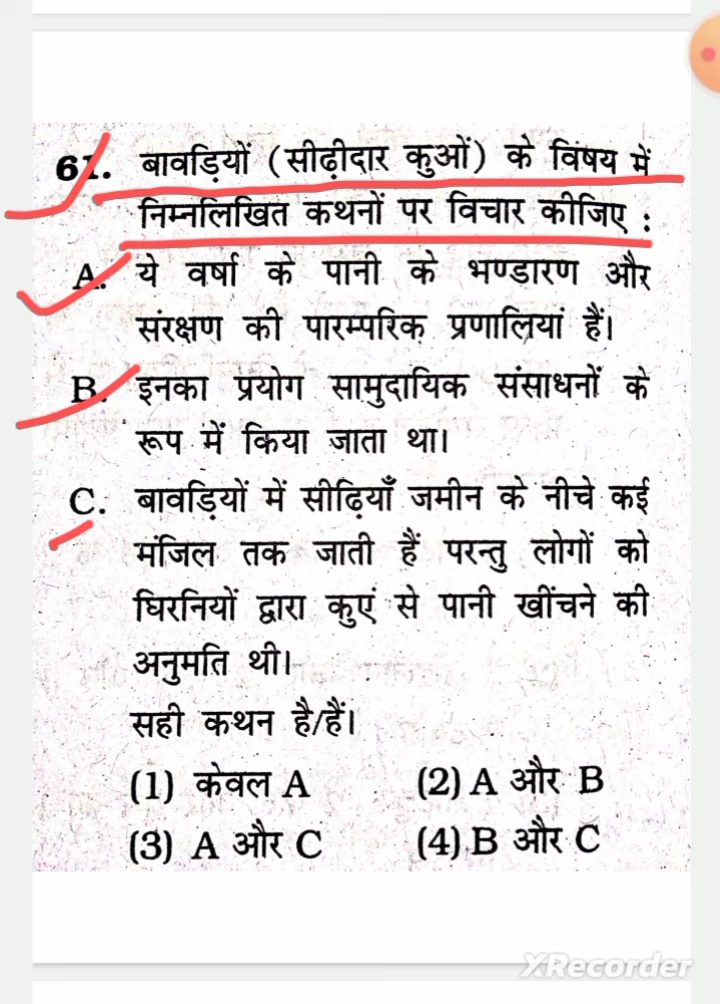 61. बावड़ियों (सीढ़ीदार कुओं) के विषय में
निम्नलिखित कथनों पर विचार कीजिए :
A. ये वर्षा के पानी के भण्डारण और
संरक्षण की पारम्परिक प्रणालियां हैं।
B. इनका प्रयोग सामुदायिक संसाधनों के
रूप में किया जाता था।
C. बावड़ियों में सीढ़ियाँ जमीन के नीचे कई
मंजिल तक जाती हैं परन्तु लोगों को
घिरनियों द्वारा कुएं से पानी खींचने की
अनुमति थी।
सही कथन है/हैं।
(1) केवल A (2) A और B
(3) A और C (4) B और C
XRecorder